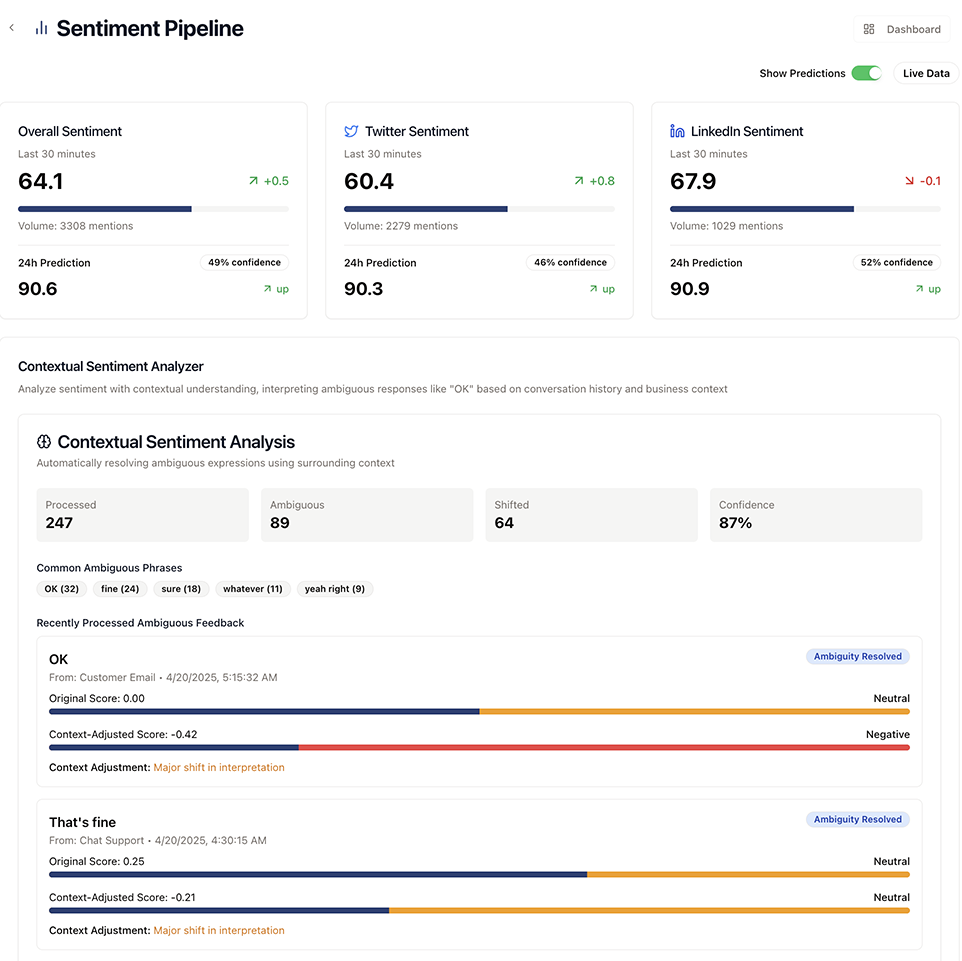 Sentiment Pipeline
Dashboard
Show Predictions
Live Data
Overall Sentiment
Last 30 minutes
64.1
+0.5
Volume: 3308 mentions
24h Prediction
49% confidence
90.6
up
Twitter Sentiment
Last 30 minutes
60.4
+0.8
Volume: 2279 mentions
24h Prediction
46% confidence
90.3
up
LinkedIn Sentiment
Last 30 minutes
67.9
-0.1
Volume: 1029 mentions
24h Prediction
52% confidence
90.9
up
Contextual Sentiment Analyzer
Analyze sentiment with contextual understanding, interpreting ambiguous responses like "OK" based on conversation history and business context
Contextual Sentiment Analysis
Automatically resolving ambiguous expressions using surrounding context
Processed
247
Ambiguous
89
Shifted
64
Confidence
87%
Common Ambiguous Phrases
OK (32) fine (24) sure (18) whatever (11) yeah right (9)
Recently Processed Ambiguous Feedback
OK
Ambiguity Resolved
From: Customer Email • 4/20/2025, 5:15:32 AM
Original Score: 0.00 Neutral
Context-Adjusted Score: -0.42 Negative
Context Adjustment: Major shift in interpretation
That's fine
Ambiguity Resolved
From: Chat Support • 4/20/2025, 4:30:15 AM
Original Score: 0.25 Neutral
Context-Adjusted Score: -0.21 Neutral
Context Adjustment: Major shift in interpretation